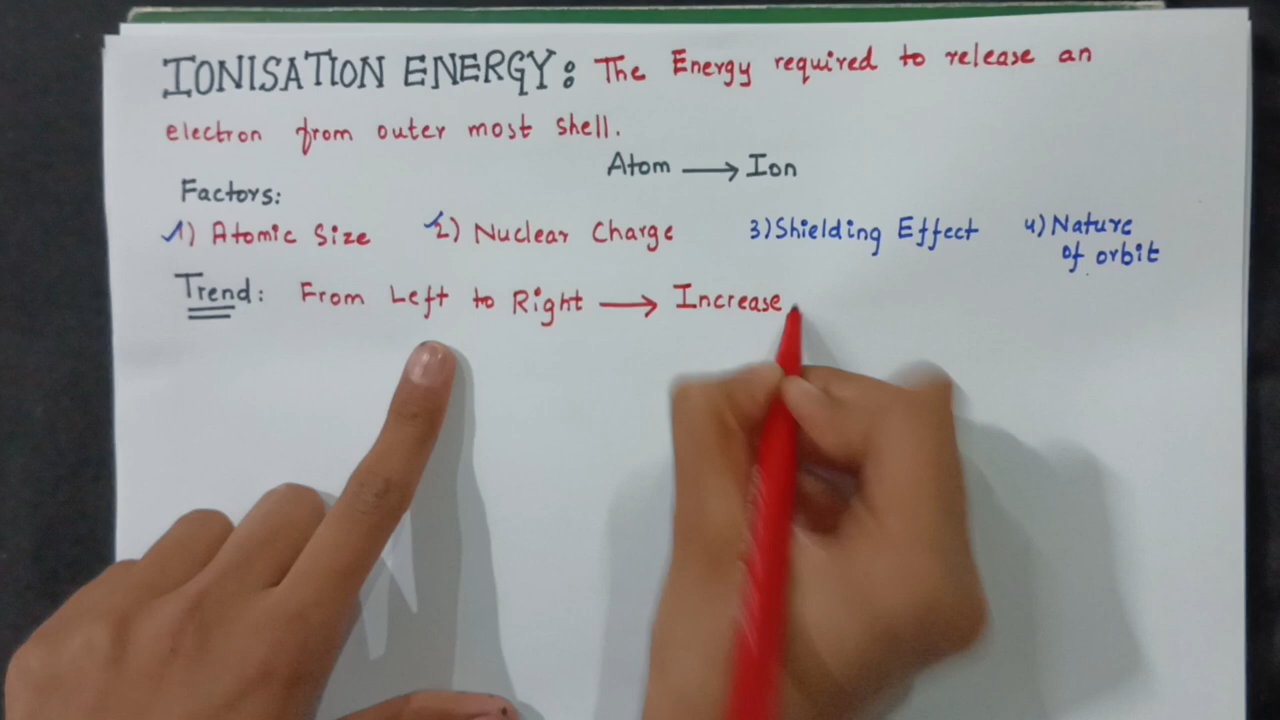 IONISATION ENERGY: The Energy required to release an
electron from outer most shell.
Atom → Ion
Factors:
1) Atomic Size 2) Nuclear Charge 3) Shielding Effect 4) Nature
of orbit
Trend: From Left to Right → Increase